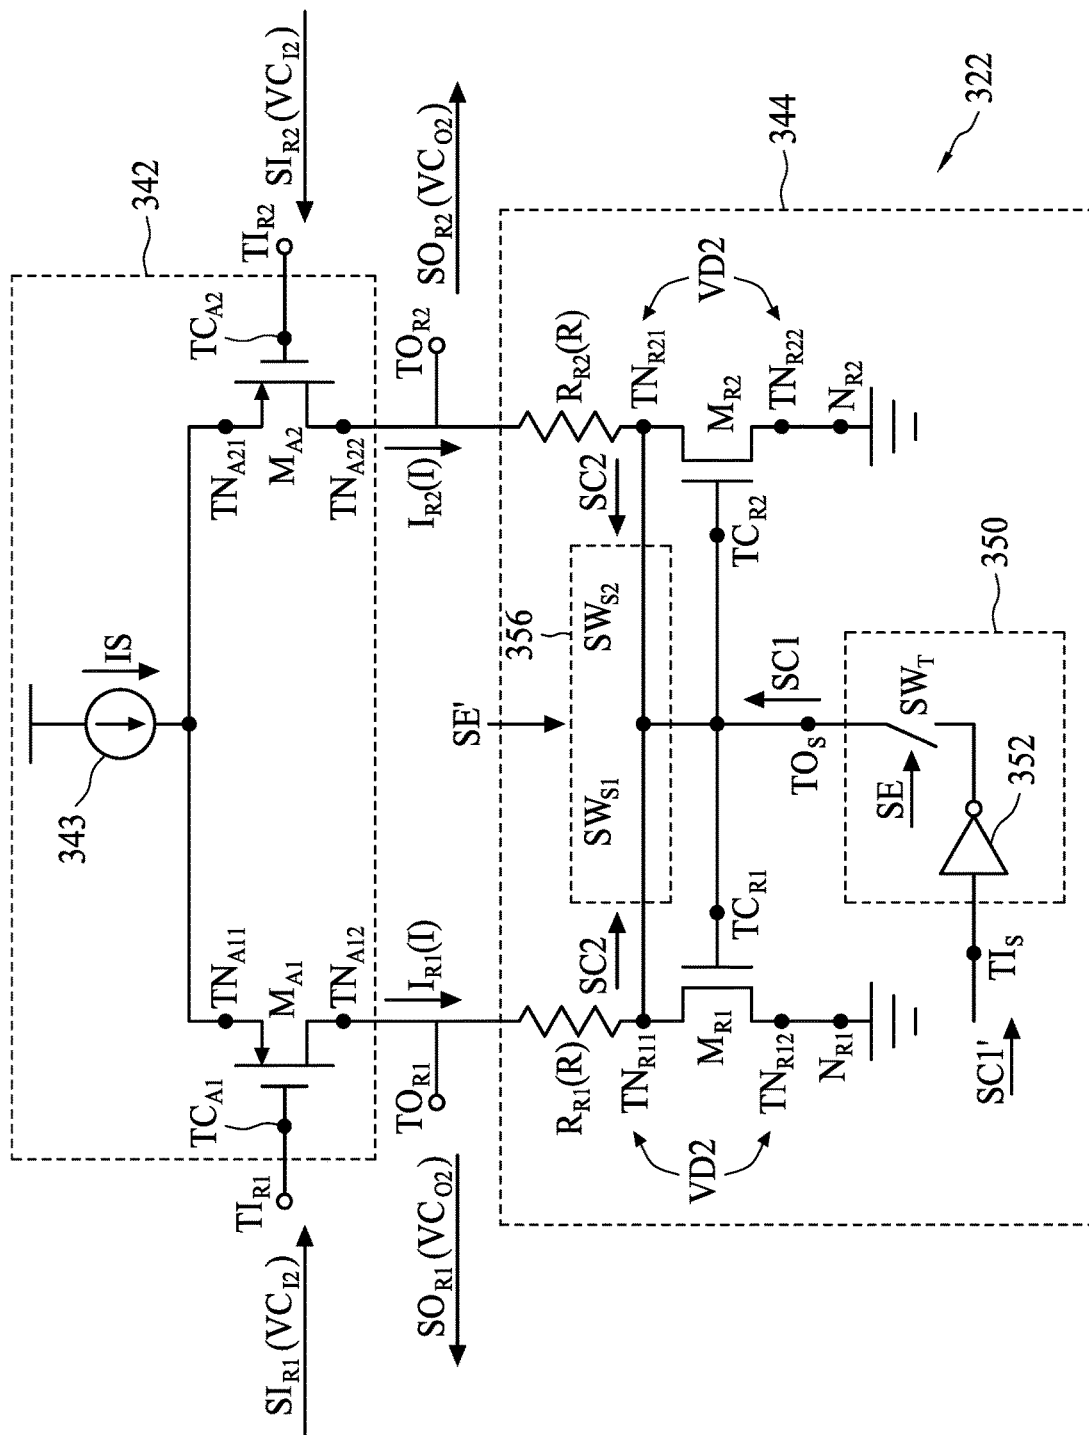 342
343
IS
TN_A11
TN_A21
TC_A1
M_A1
TC_A2
M_A2
TI_R1
TI_R2
TN_A12
TN_A22
SI_R1 (VC_I2)
SI_R2 (VC_I2)
I_R1(I)
I_R2(I)
TO_R1
TO_R2
SO_R1 (VC_O2)
SO_R2 (VC_O2)
344
SE'
356
R_R1(R)
R_R2(R)
SC2
SC2
SW_S1
SW_S2
TN_R11
TN_R21
VD2
VD2
M_R1
M_R2
TC_R1
TC_R2
TN_R12
TN_R22
SC1
N_R1
N_R2
TO_S
350
SE
SW_T
TI_S
352
SC1'
322